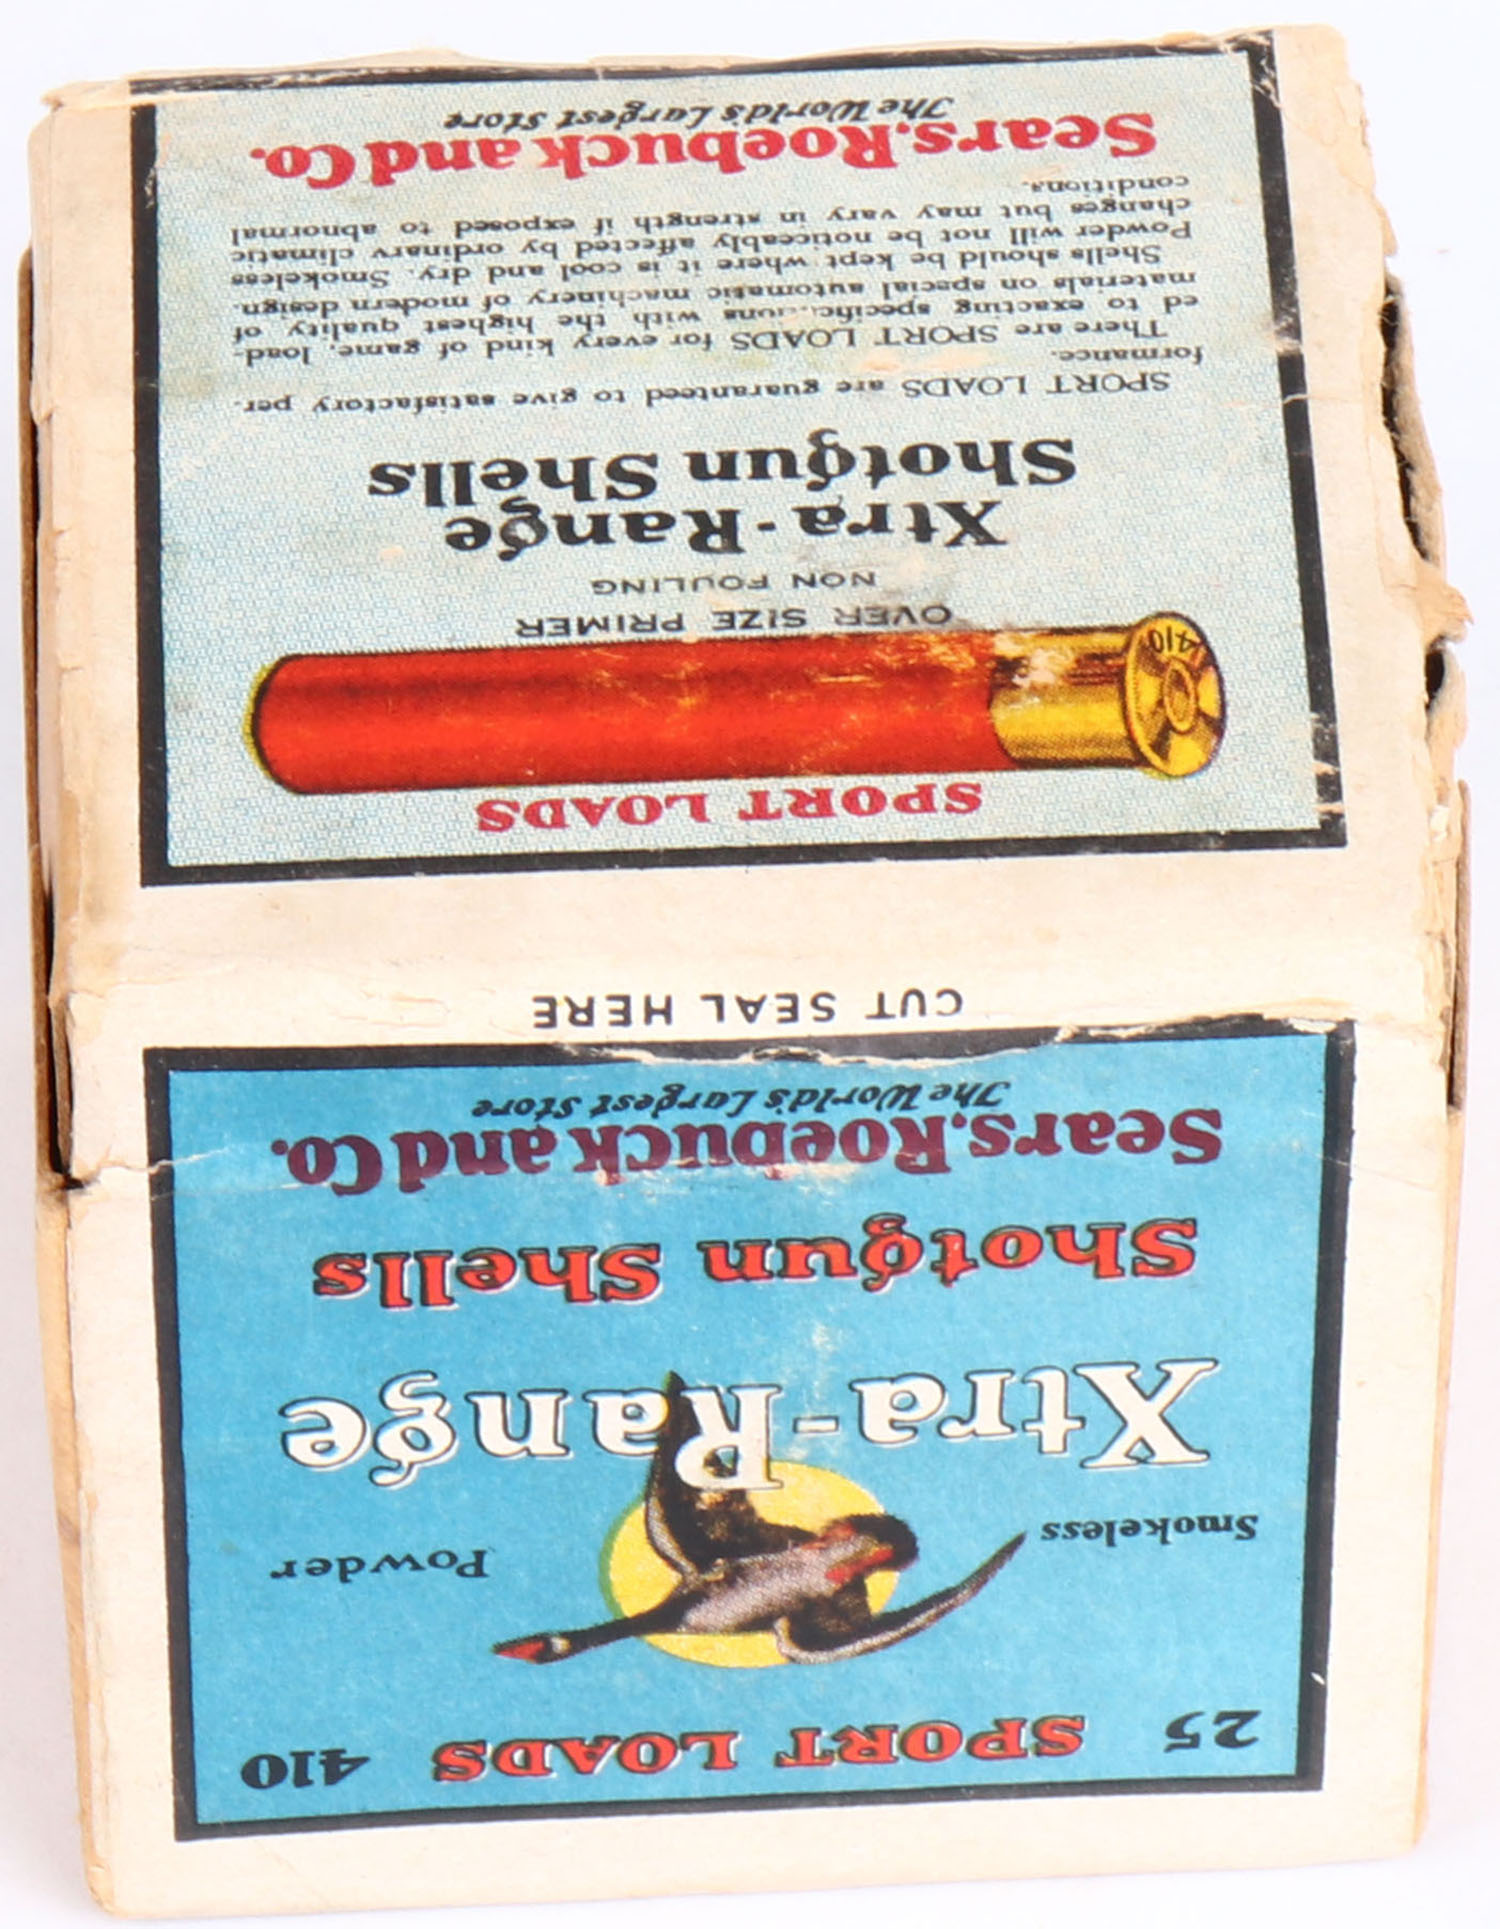 25 SPORT LOADS 410
Smokeless Powder
Xtra-Range
Shotgun Shells
Sears, Roebuck and Co.
The World's Largest Store
CUT SEAL HERE
SPORT LOADS
410
OVER SIZE PRIMER
NON FOULING
Xtra-Range
Shotgun Shells
SPORT LOADS are guaranteed to give satisfactory per-
formance.
There are SPORT LOADS for every kind of game, load-
ed to exacting specifications with the highest quality of
materials on special automatic machinery of modern design.
Shells should be kept where it is cool and dry. Smokeless
Powder will not be noticeably affected by ordinary climatic
changes but may vary in strength if exposed to abnormal
conditions.
Sears, Roebuck and Co.
The World's Largest Store